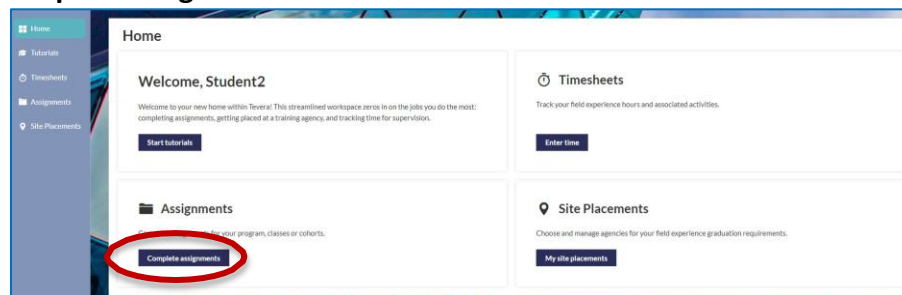 Home
Tutorials
Timesheets
Assignments
Site Placements
Home
Welcome, Student2
Welcome to your new home within Tevera! This streamlined workspace zeros in on the jobs you do the most:
completing assignments, getting placed at a training agency, and tracking time for supervision.
Start tutorials
Timesheets
Track your field experience hours and associated activities.
Enter time
Assignments
for your program, classes or cohorts.
Complete assignments
Site Placements
Choose and manage agencies for your field experience graduation requirements.
My site placements